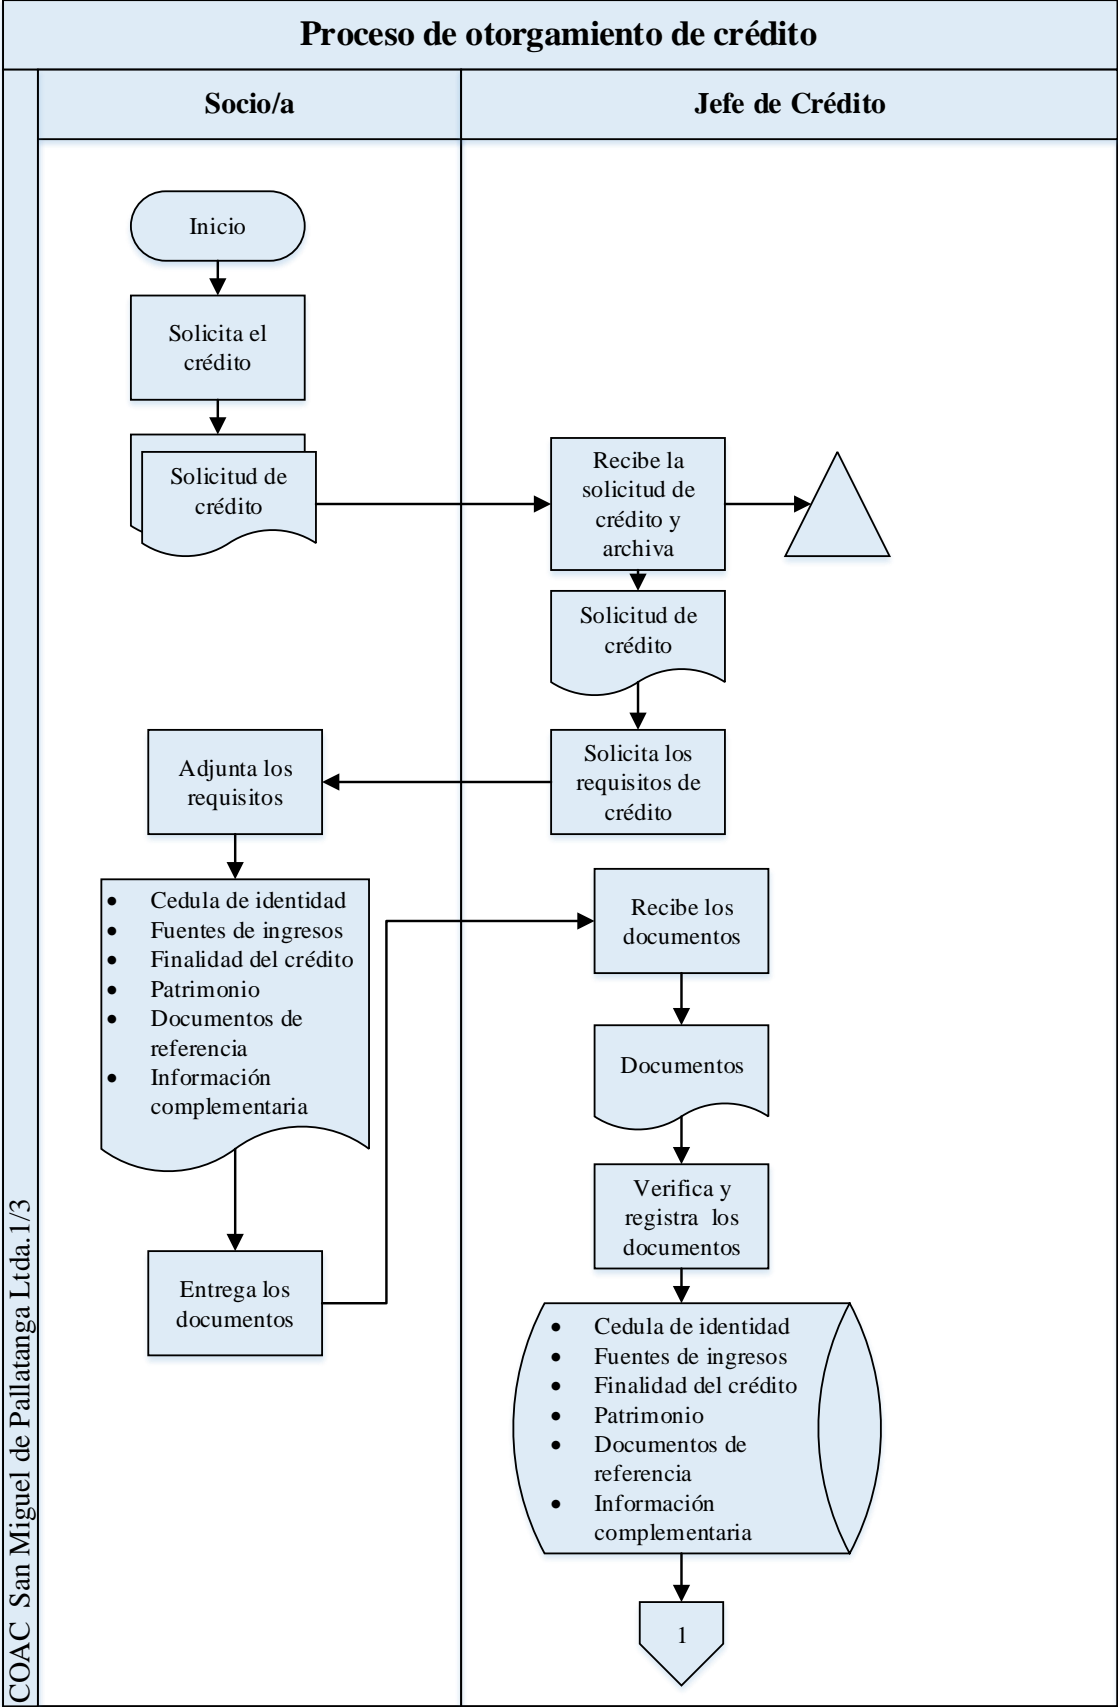 Proceso de otorgamiento de crédito
Socio/a
Jefe de Crédito
Inicio
Solicita el
crédito
Solicitud de
crédito
Recibe la
solicitud de
crédito y
archiva
Solicitud de
crédito
Solicita los
requisitos de
crédito
Adjunta los
requisitos
• Cedula de identidad
• Fuentes de ingresos
• Finalidad del crédito
• Patrimonio
• Documentos de
referencia
• Información
complementaria
Entrega los
documentos
Recibe los
documentos
Documentos
Verifica y
registra los
documentos
• Cedula de identidad
• Fuentes de ingresos
• Finalidad del crédito
• Patrimonio
• Documentos de
referencia
• Información
complementaria
1
COAC San Miguel de Pallatanga Ltda.1/3